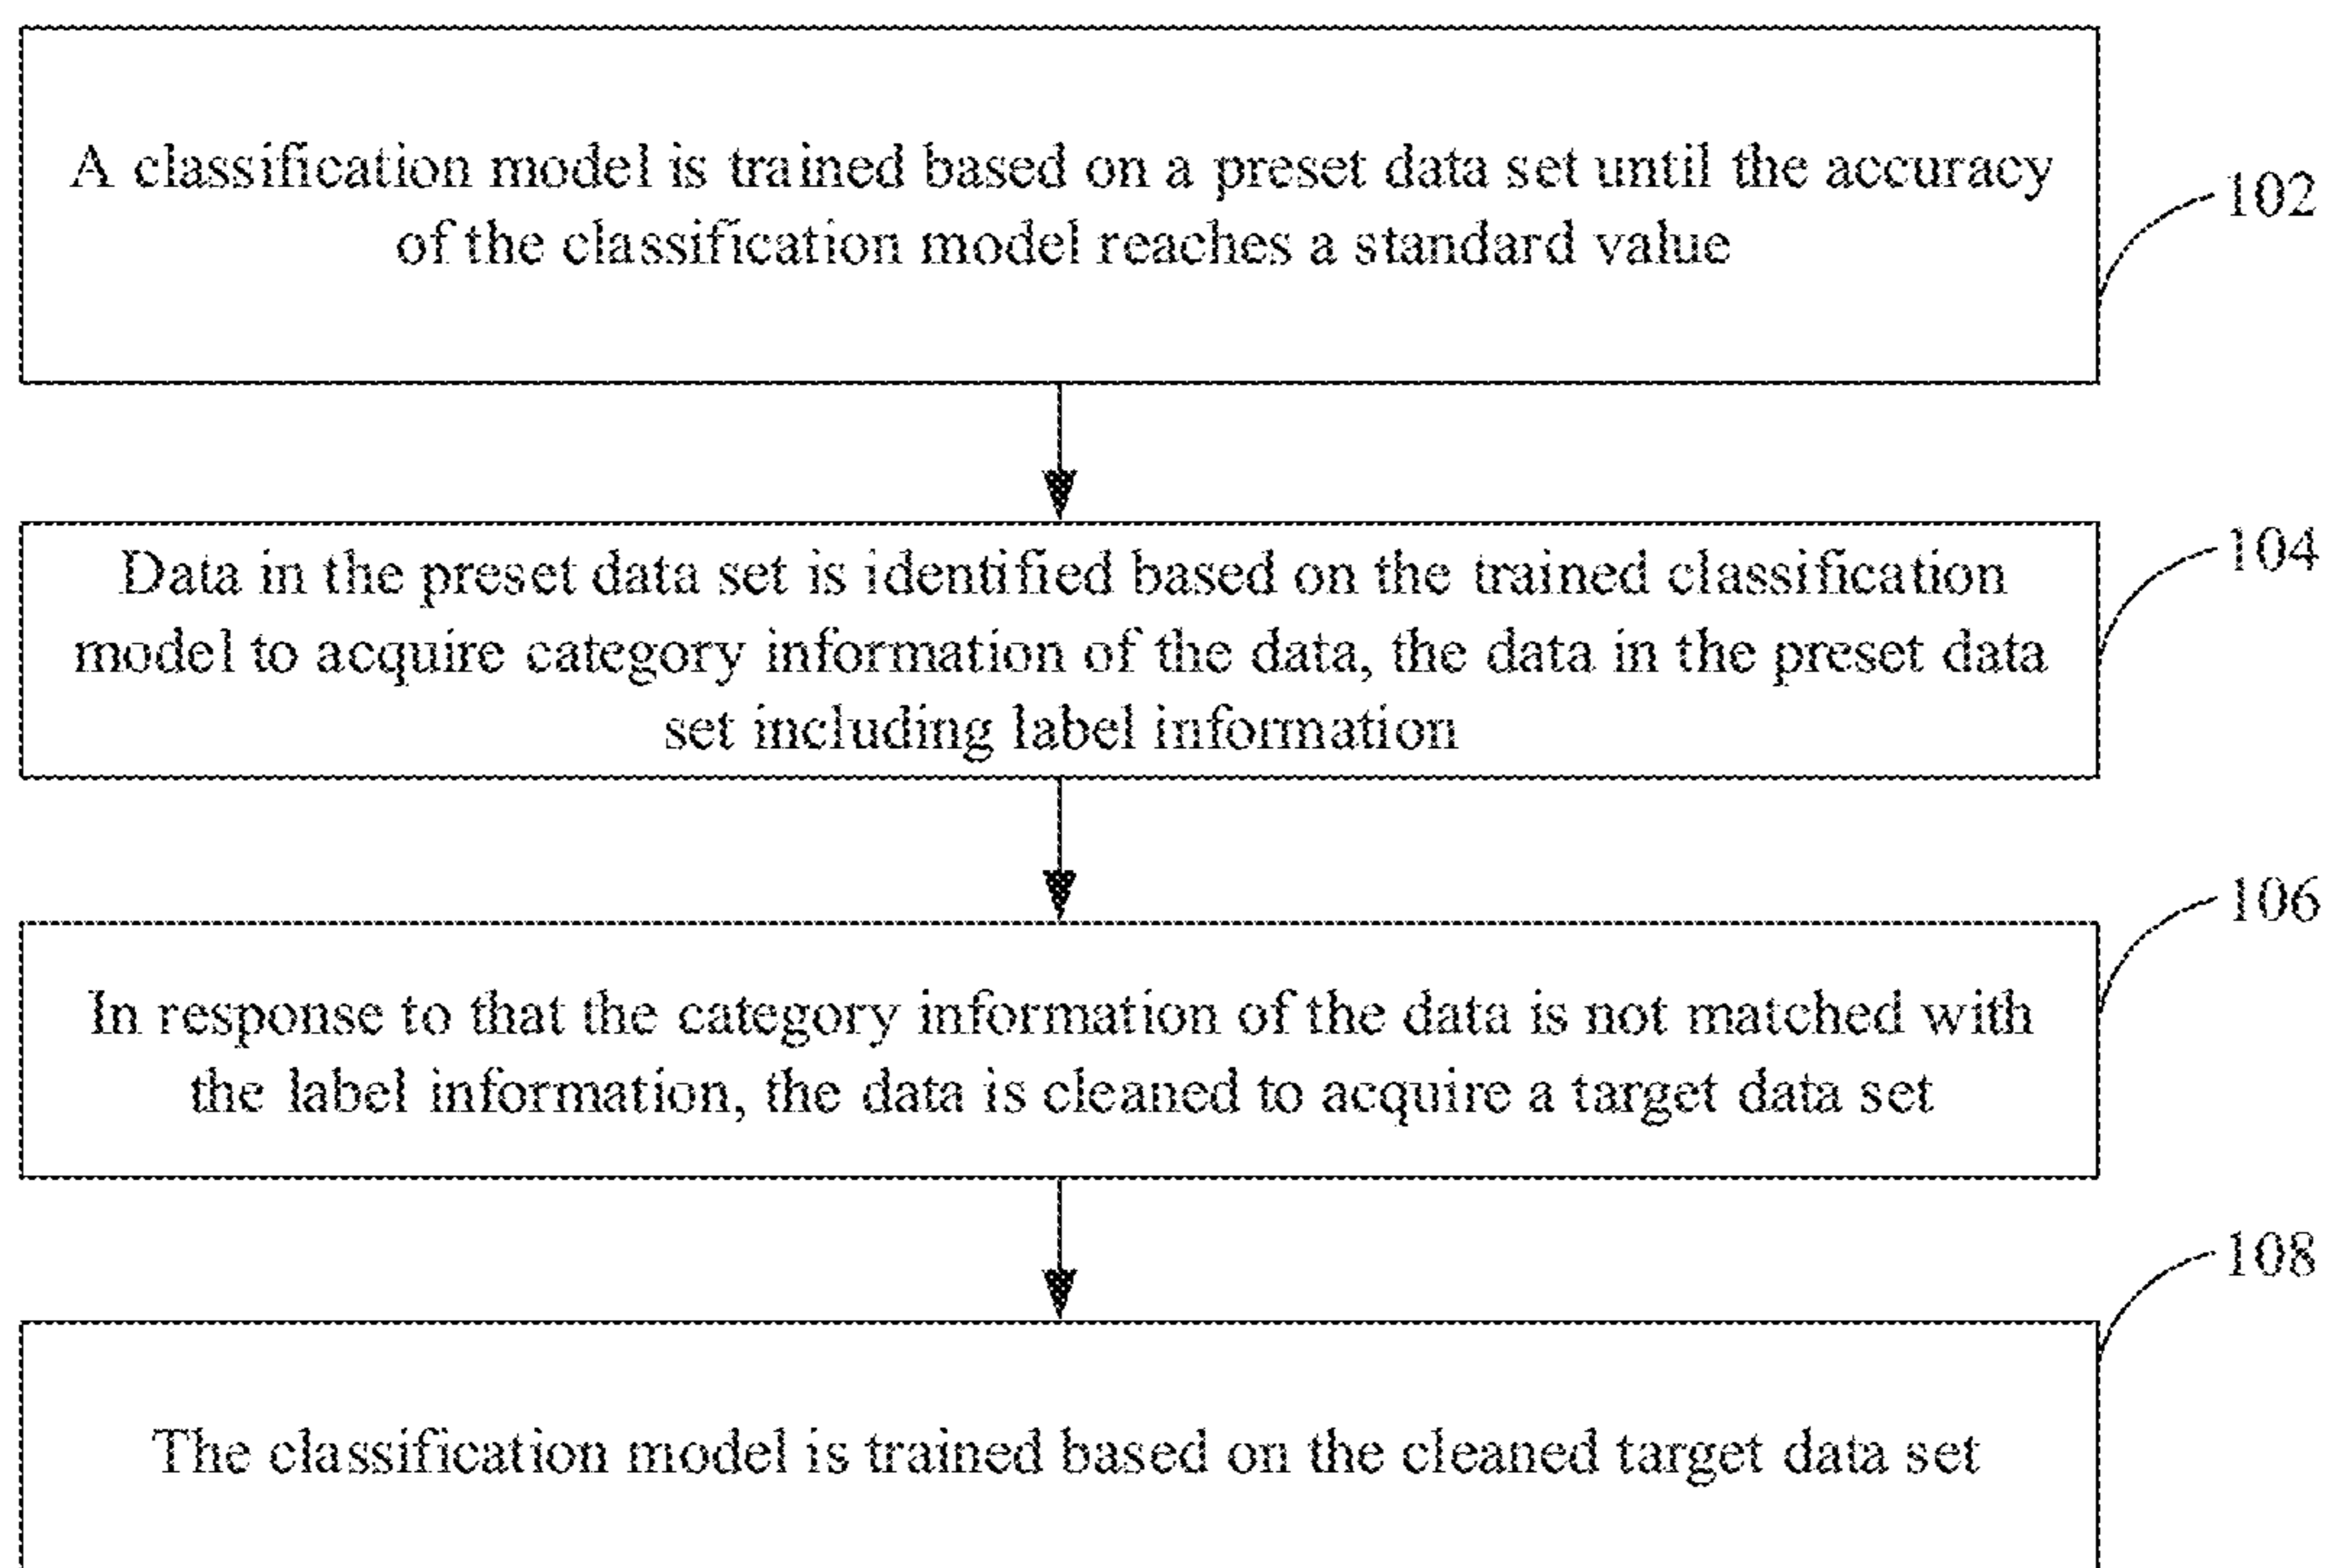 A classification model is trained based on a preset data set until the accuracy
of the classification model reaches a standard value
102
Data in the preset data set is identified based on the trained classification
model to acquire category information of the data, the data in the preset data
set including label information
104
In response to that the category information of the data is not matched with
the label information, the data is cleaned to acquire a target data set
106
The classification model is trained based on the cleaned target data set
108